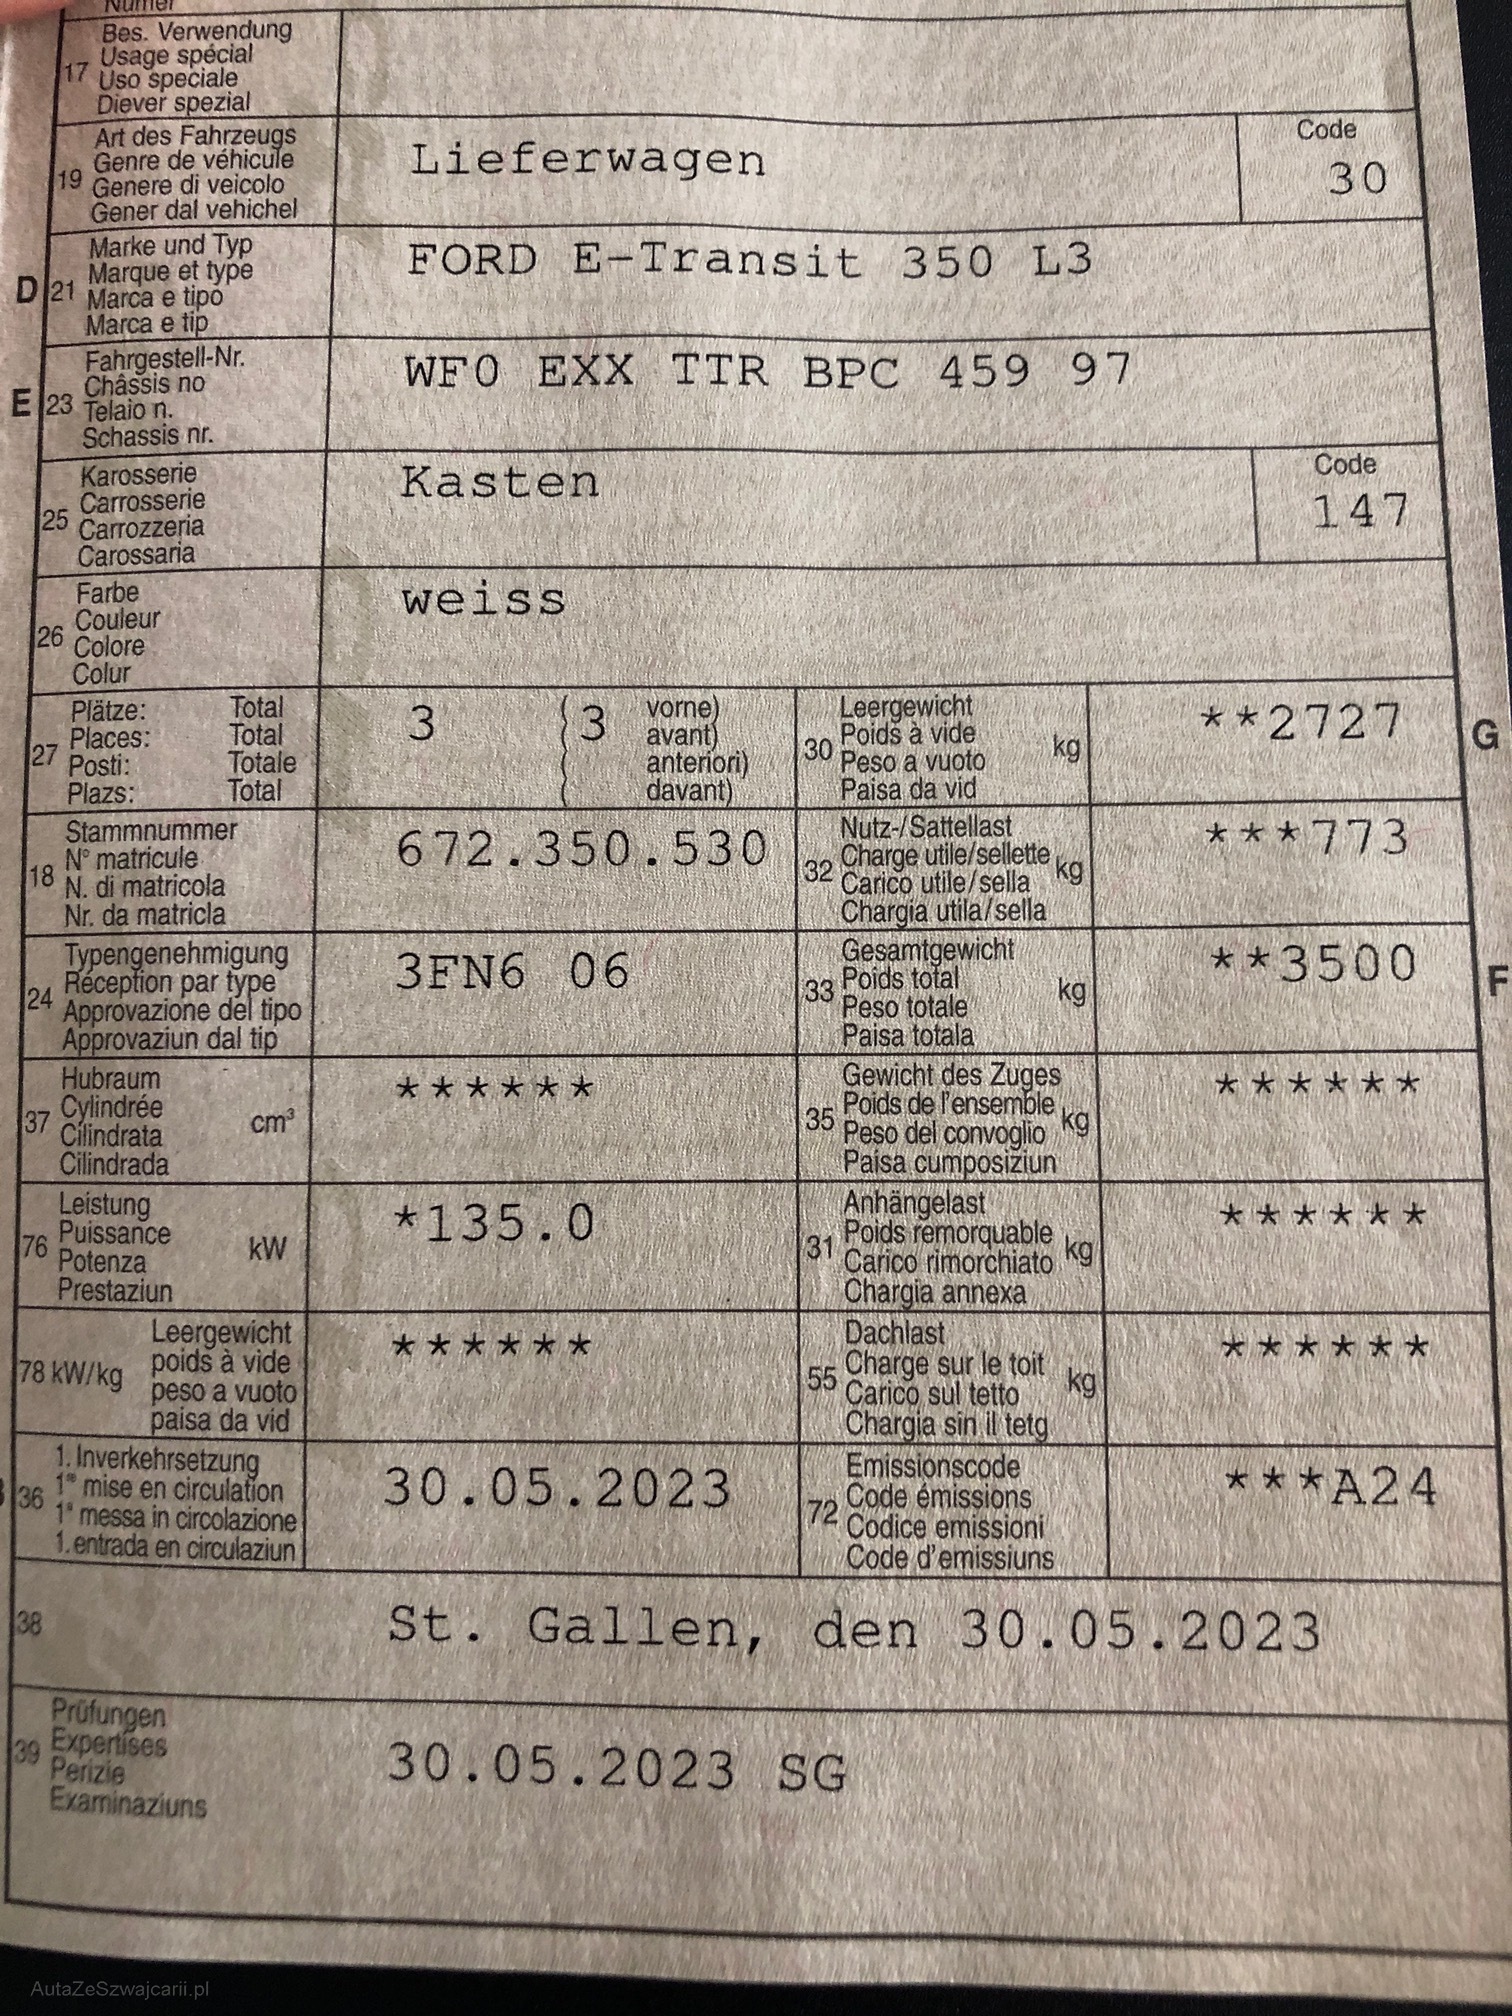 Numer
17 Bes. Verwendung
Usage spécial
Uso speciale
Diever spezial
19 Art des Fahrzeugs
Genre de véhicule
Genere di veicolo
Gener dal vehichel
Lieferwagen
Code
30
D 21 Marke und Typ
Marque et type
Marca e tipo
Marca e tip
FORD E-Transit 350 L3
E 23 Fahrgestell-Nr.
Châssis no
Telaio n.
Schassis nr.
WF0 EXX TTR BPC 459 97
25 Karosserie
Carrosserie
Carrozzeria
Carossaria
Kasten
Code
147
26 Farbe
Couleur
Colore
Colur
weiss
27 Plätze: Total
Places: Total
Posti: Totale
Plazs: Total
3 (3 vorne)
( avant)
( anteriori)
( davant)
30 Leergewicht
Poids à vide
Peso a vuoto
Paisa da vid
kg
**2727
G
18 Stammnummer
N° matricule
N. di matricola
Nr. da matricla
672.350.530
32 Nutz-/Sattellast
Charge utile/sellette
Carico utile/sella
Chargia utila/sella
kg
***773
24 Typengenehmigung
Réception par type
Approvazione del tipo
Approvaziun dal tip
3FN6 06
33 Gesamtgewicht
Poids total
Peso totale
Paisa totala
kg
**3500
F
37 Hubraum
Cylindrée
Cilindrata
Cilindrada
cm³
******
35 Gewicht des Zuges
Poids de l'ensemble
Peso del convoglio
Paisa cumposiziun
kg
******
76 Leistung
Puissance
Potenza
Prestaziun
kW
*135.0
31 Anhängelast
Poids remorquable
Carico rimorchiato
Chargia annexa
kg
******
78 kW/kg Leergewicht
poids à vide
peso a vuoto
paisa da vid
******
55 Dachlast
Charge sur le toit
Carico sul tetto
Chargia sin il tetg
kg
******
36 1. Inverkehrsetzung
1re mise en circulation
1a messa in circolazione
1. entrada en circulaziun
30.05.2023
72 Emissionscode
Code émissions
Codice emissioni
Code d'emissiuns
***A24
38 St. Gallen, den 30.05.2023
39 Prüfungen
Expertises
Perizie
Examinaziuns
30.05.2023 SG
AutaZeSzwajcarii.pl